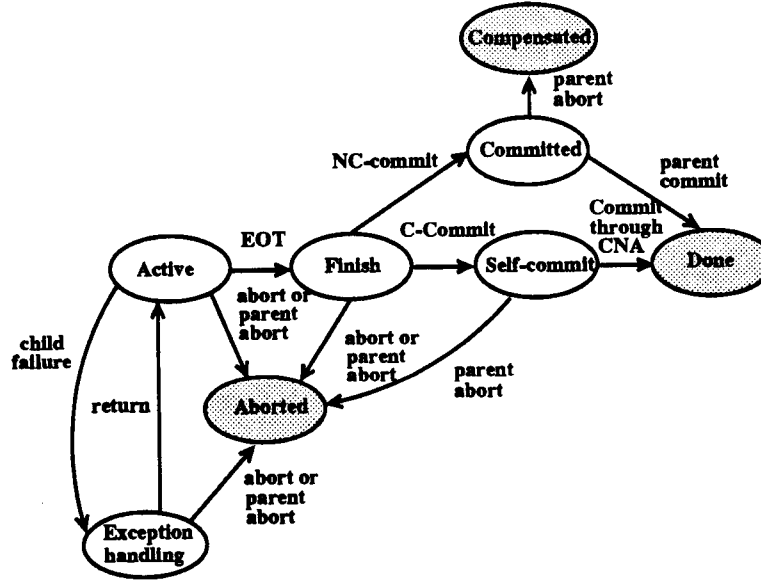 Compensated
parent
abort
NC-commit
Committed
parent
commit
Commit
through
CNA
EOT
C-Commit
Active
Finish
Self-commit
Done
abort or
parent
abort
child
failure
abort or
parent
abort
parent
abort
return
Aborted
abort or
parent
abort
Exception
handling